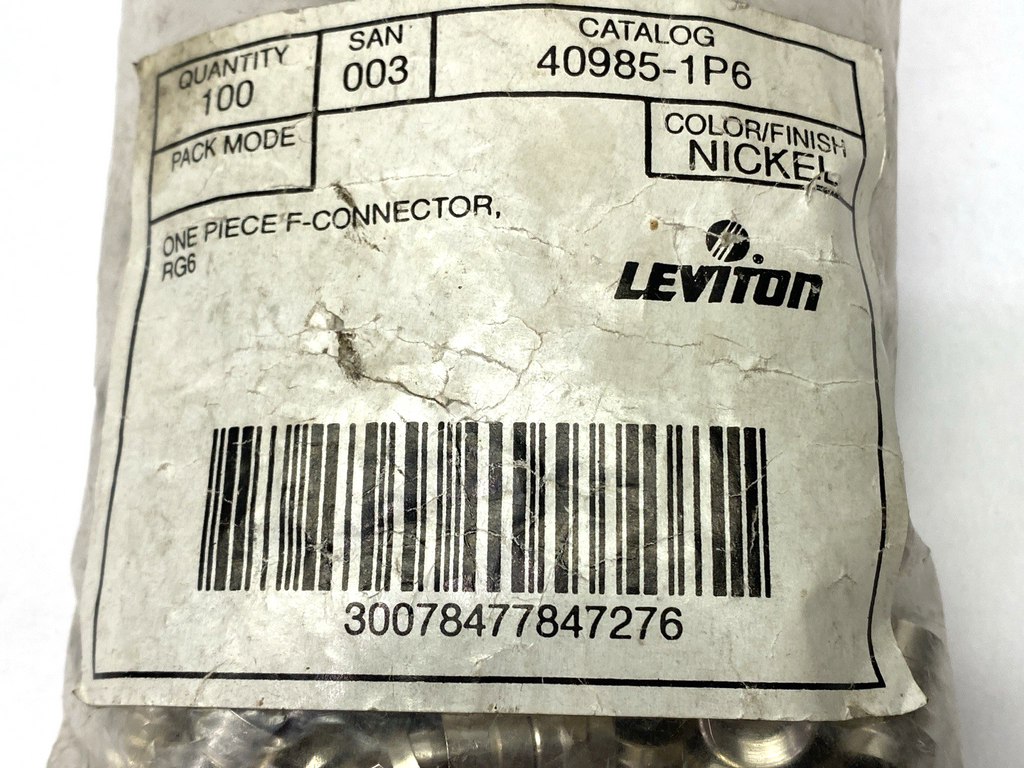 QUANTITY
100
SAN
003
CATALOG
40985-1P6
PACK MODE
COLOR/FINISH
NICKEL
ONE PIECE F-CONNECTOR,
RG6
LEVITON®
30078477847276